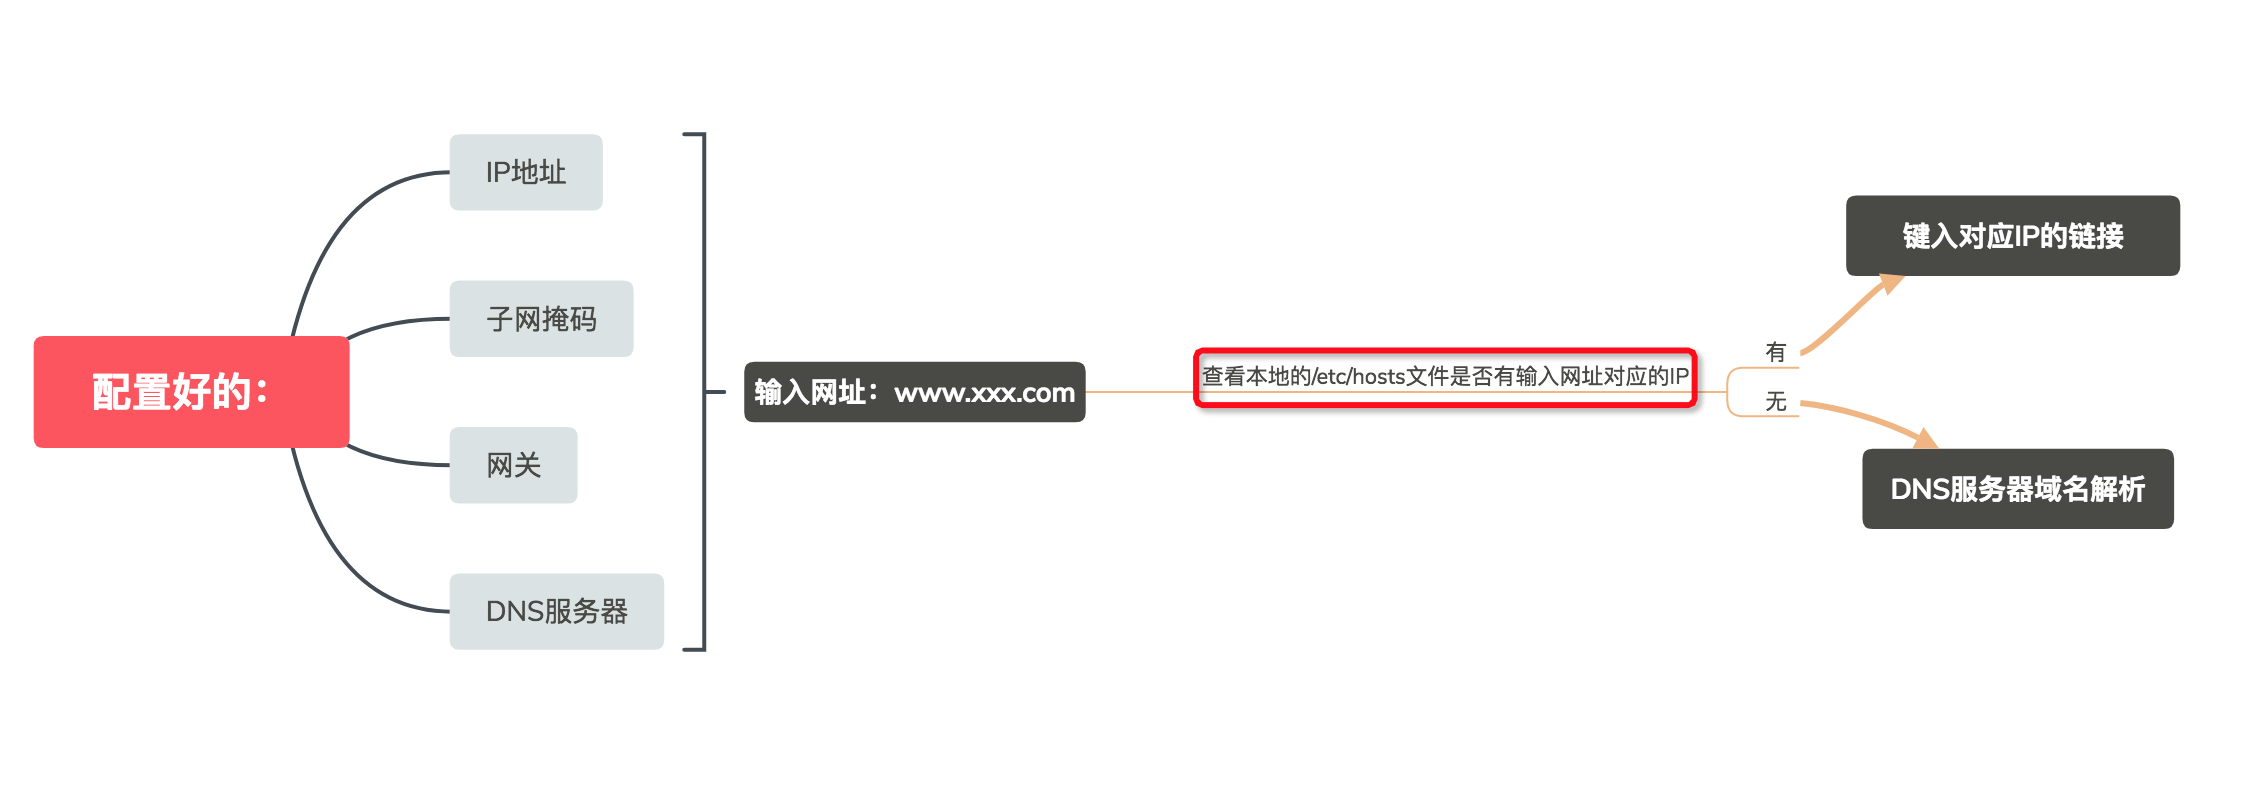 配置好的：
IP地址
子网掩码
网关
DNS服务器
输入网址：www.xxx.com
查看本地的/etc/hosts文件是否有输入网址对应的IP
有
无
键入对应IP的链接
DNS服务器域名解析